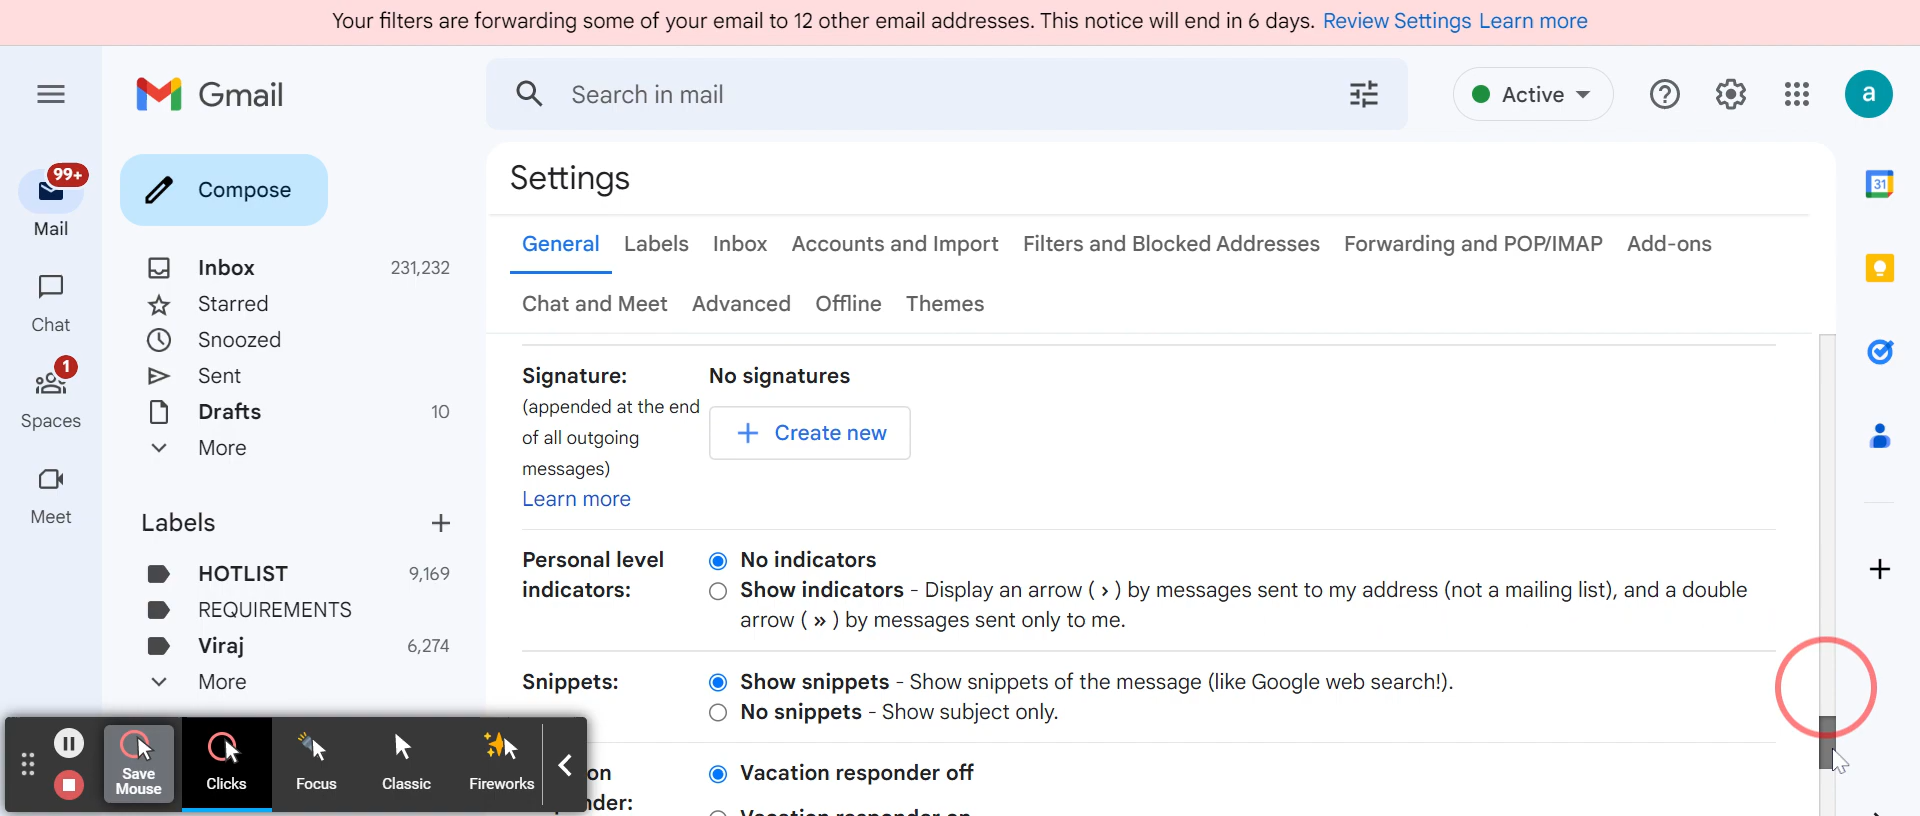 Your filters are forwarding some of your email to 12 other email addresses. This notice will end in 6 days. Review Settings Learn more
Gmail
Search in mail
Active
a
99+
Mail
Compose
Settings
31
General Labels Inbox Accounts and Import Filters and Blocked Addresses Forwarding and POP/IMAP Add-ons
Chat and Meet Advanced Offline Themes
Inbox 231,232
Starred
Chat
Snoozed
1
Sent
Spaces
Drafts 10
More
Meet
Labels
HOTLIST 9,169
REQUIREMENTS
Viraj 6,274
More
Signature: No signatures
(appended at the end
of all outgoing
messages)
Create new
Learn more
Personal level
indicators:
No indicators
Show indicators - Display an arrow ( › ) by messages sent to my address (not a mailing list), and a double
arrow ( » ) by messages sent only to me.
Snippets:
Show snippets - Show snippets of the message (like Google web search!).
No snippets - Show subject only.
on
nder:
Vacation responder off
Vacation responder on
Save
Mouse
Clicks
Focus
Classic
Fireworks